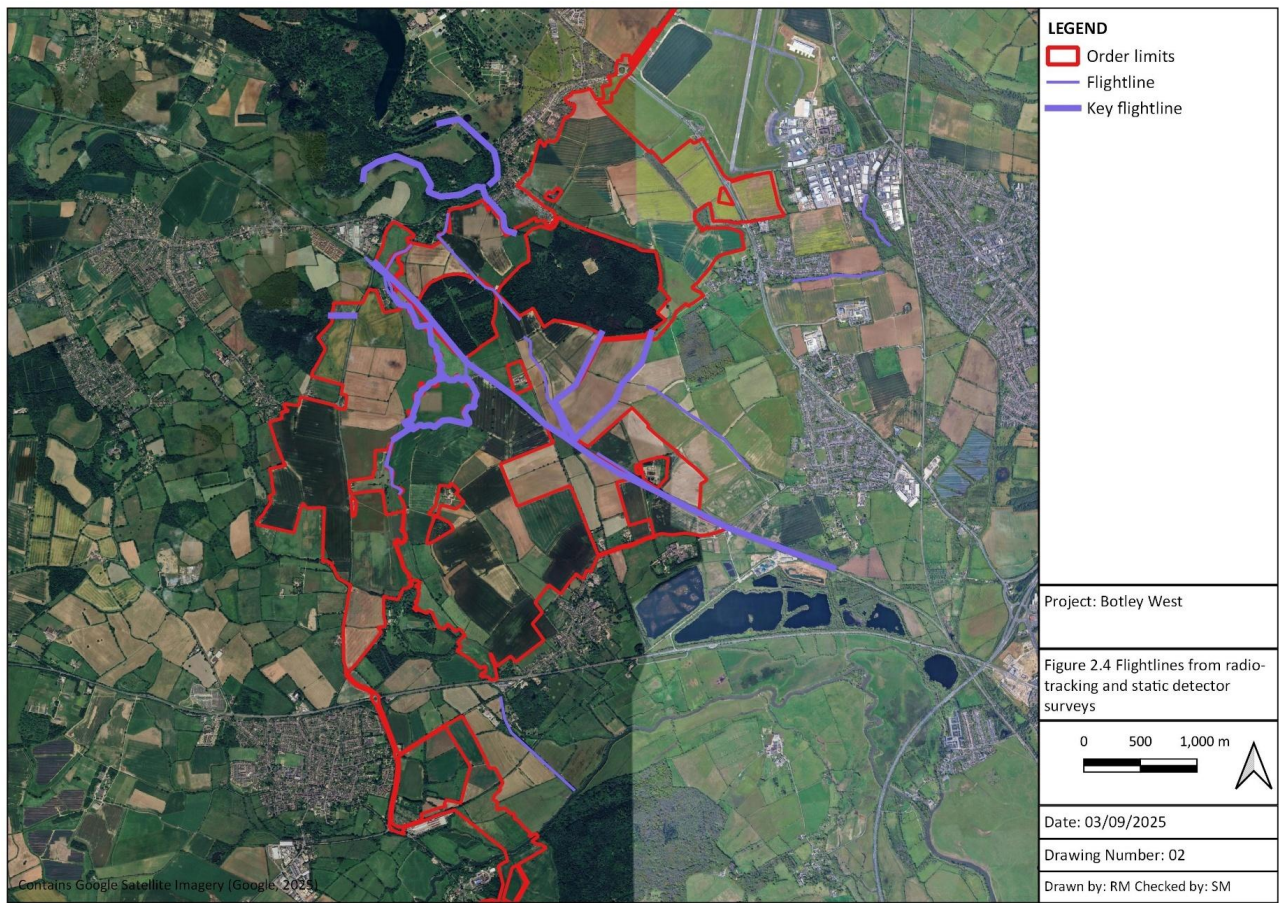 LEGEND
Order limits
Flightline
Key flightline
Project: Botley West
Figure 2.4 Flightlines from radio-
tracking and static detector
surveys
0 500 1,000 m
Date: 03/09/2025
Drawing Number: 02
Drawn by: RM Checked by: SM
Contains Google Satellite Imagery (Google, 2025)